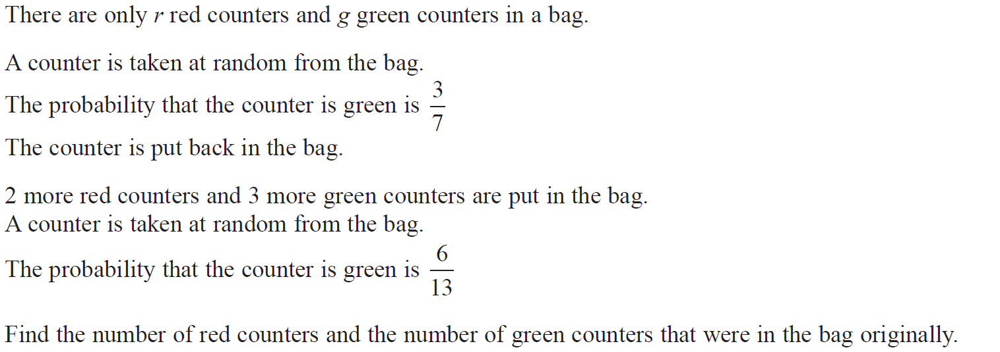 There are only r red counters and g green counters in a bag.
A counter is taken at random from the bag.
The probability that the counter is green is 3/7
The counter is put back in the bag.
2 more red counters and 3 more green counters are put in the bag.
A counter is taken at random from the bag.
The probability that the counter is green is 6/13
Find the number of red counters and the number of green counters that were in the bag originally.